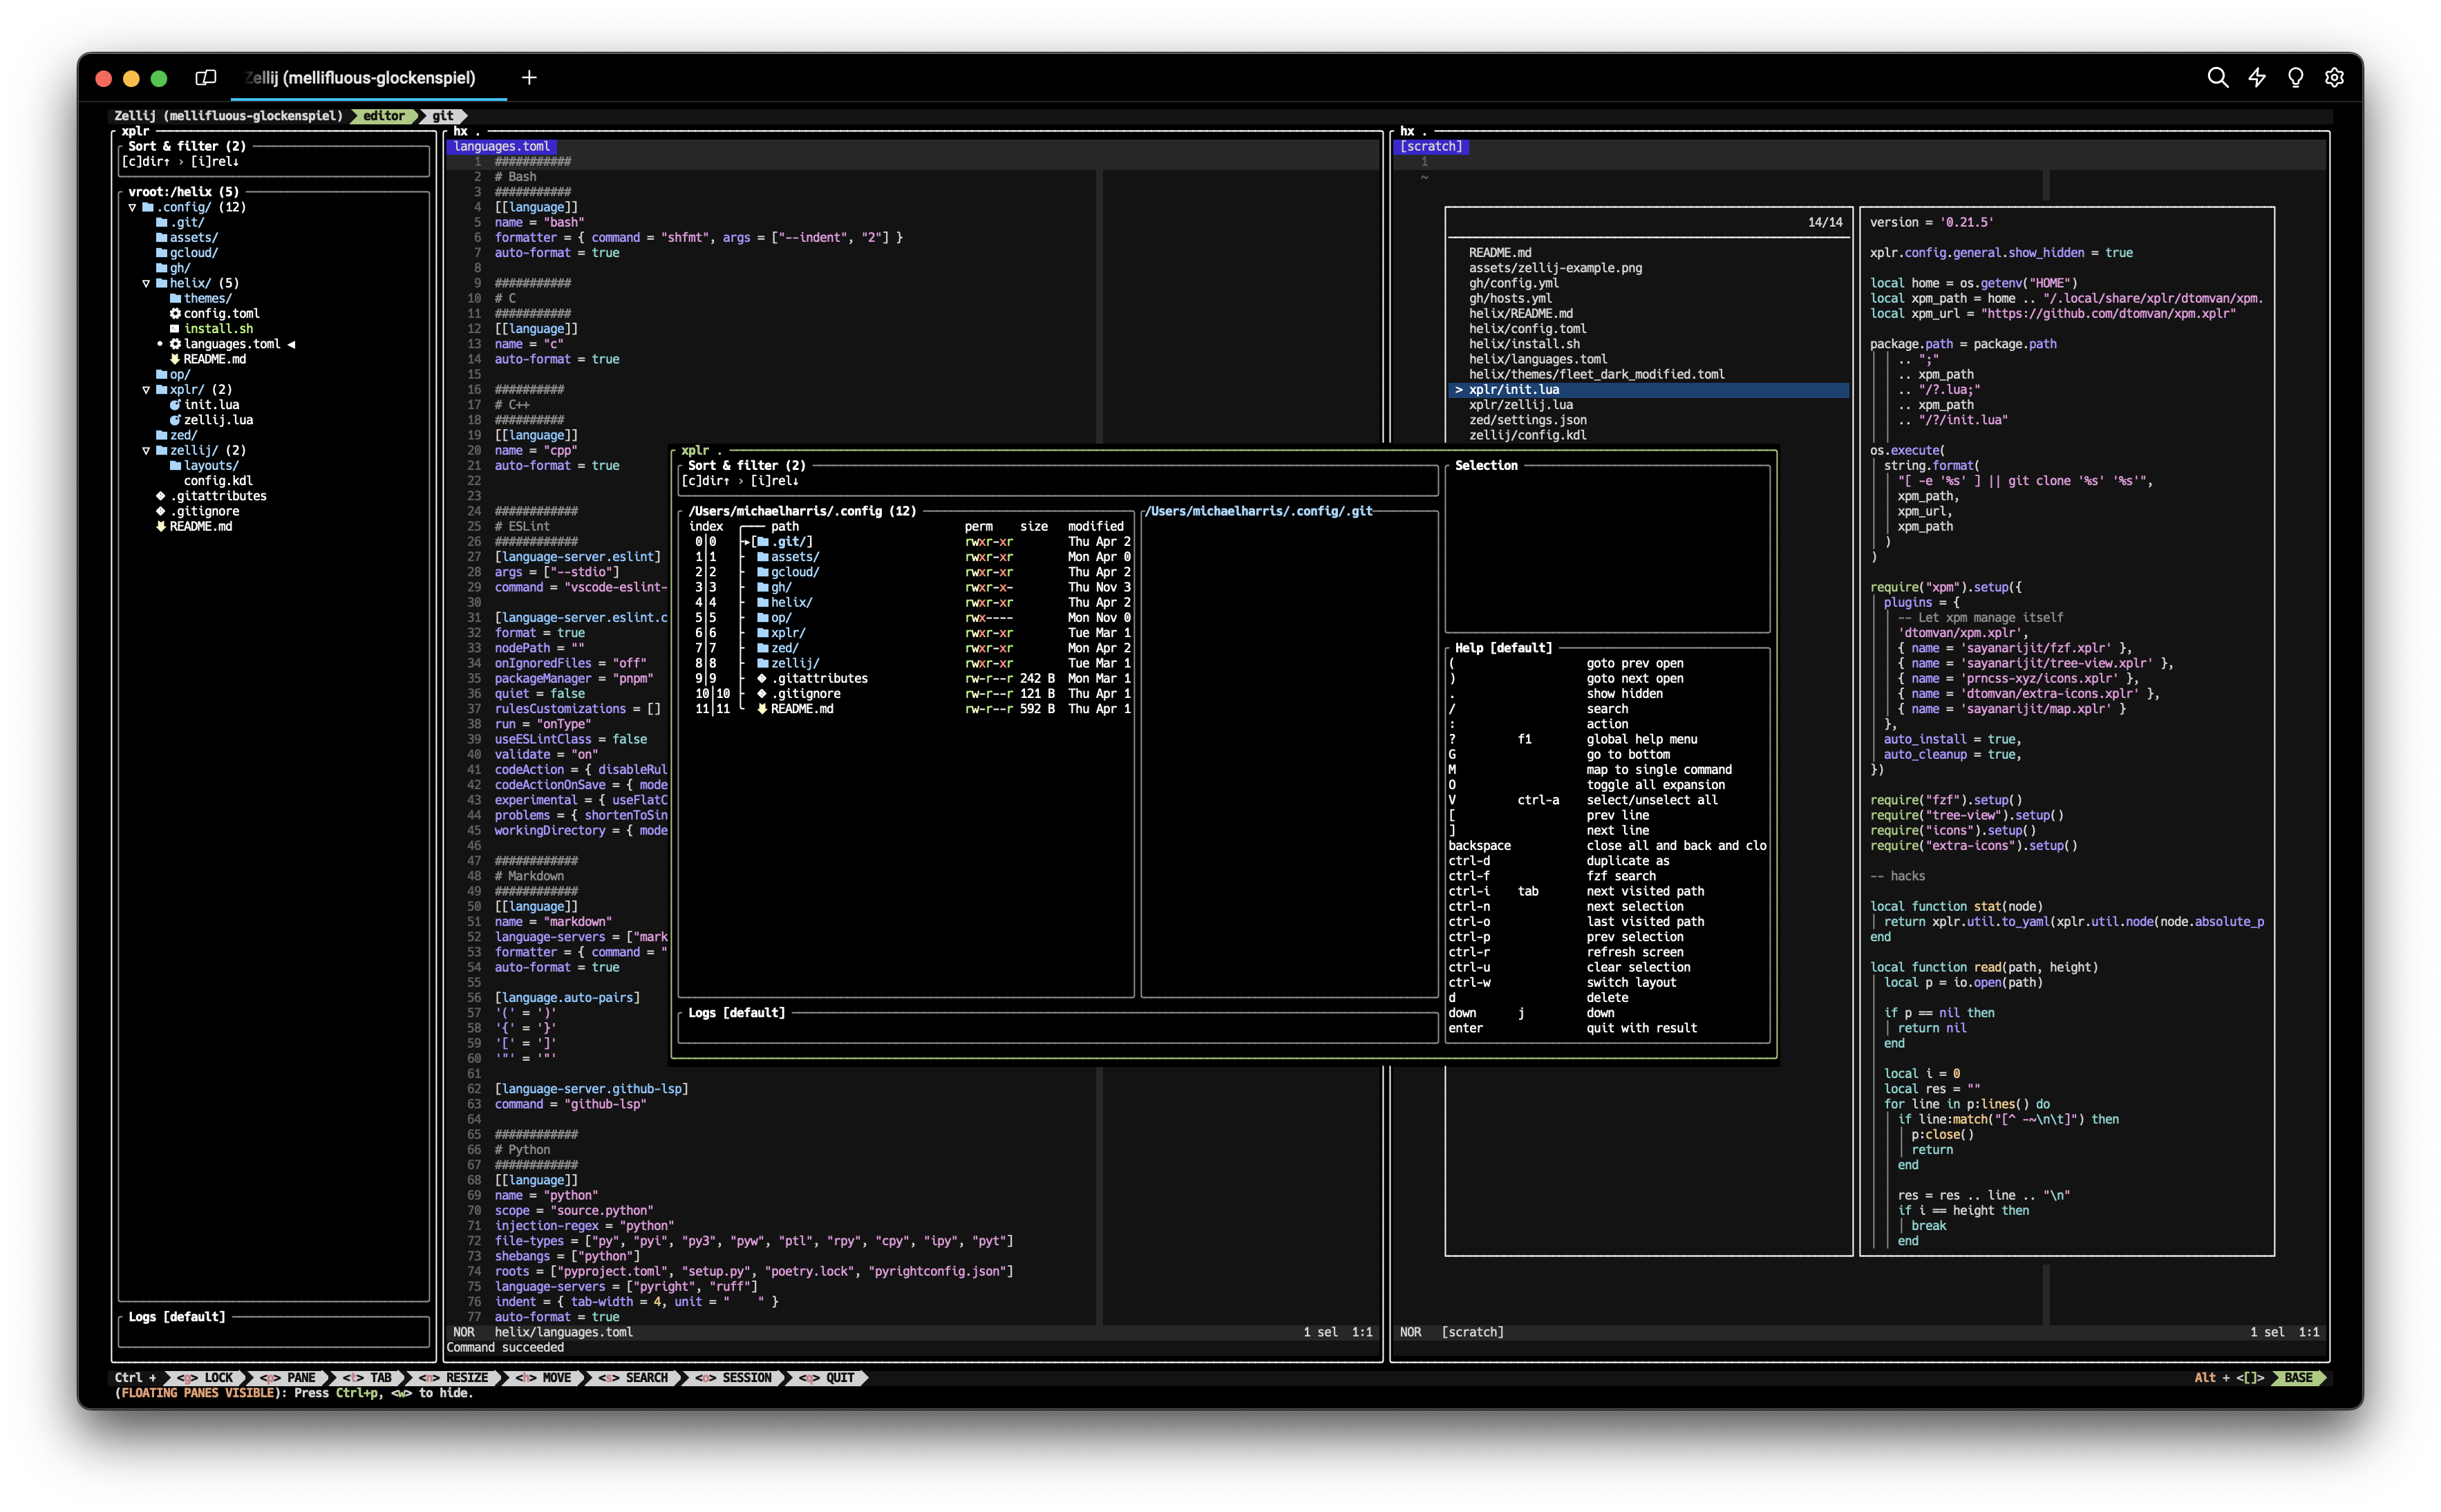 Zellij (mellifluous-glockenspiel)
Zellij (mellifluous-glockenspiel) editor git
xplr
Sort & filter (2)
[c]dir↑ › [i]rel↓
vroot:/helix (5)
▽ .config/ (12)
.git/
assets/
gcloud/
gh/
▽ helix/ (5)
themes/
config.toml
install.sh
• languages.toml ◀
README.md
op/
▽ xplr/ (2)
init.lua
zellij.lua
zed/
▽ zellij/ (2)
layouts/
config.kdl
.gitattributes
.gitignore
README.md
Logs [default]
hx .
languages.toml
1 ###########
2 # Bash
3 ###########
4 [[language]]
5 name = "bash"
6 formatter = { command = "shfmt", args = ["--indent", "2"] }
7 auto-format = true
8
9 ###########
10 # C
11 ###########
12 [[language]]
13 name = "c"
14 auto-format = true
15
16 ##########
17 # C++
18 ##########
19 [[language]]
20 name = "cpp"
21 auto-format = true
22
23
24 ############
25 # ESLint
26 ############
27 [language-server.eslint]
28 args = ["--stdio"]
29 command = "vscode-eslint-
30
31 [language-server.eslint.c
32 format = true
33 nodePath = ""
34 onIgnoredFiles = "off"
35 packageManager = "pnpm"
36 quiet = false
37 rulesCustomizations = []
38 run = "onType"
39 useESLintClass = false
40 validate = "on"
41 codeAction = { disableRul
42 codeActionOnSave = { mode
43 experimental = { useFlatC
44 problems = { shortenToSin
45 workingDirectory = { mode
46
47 ############
48 # Markdown
49 ############
50 [[language]]
51 name = "markdown"
52 language-servers = ["mark
53 formatter = { command = "
54 auto-format = true
55
56 [language.auto-pairs]
57 '(' = ')'
58 '{' = '}'
59 '[' = ']'
60 '"' = '"'
61
62 [language-server.github-lsp]
63 command = "github-lsp"
64
65 ############
66 # Python
67 ############
68 [[language]]
69 name = "python"
70 scope = "source.python"
71 injection-regex = "python"
72 file-types = ["py", "pyi", "py3", "pyw", "ptl", "rpy", "cpy", "ipy", "pyt"]
73 shebangs = ["python"]
74 roots = ["pyproject.toml", "setup.py", "poetry.lock", "pyrightconfig.json"]
75 language-servers = ["pyright", "ruff"]
76 indent = { tab-width = 4, unit = "    " }
77 auto-format = true
NOR helix/languages.toml 1 sel 1:1
Command succeeded
xplr .
Sort & filter (2)
[c]dir↑ › [i]rel↓
/Users/michaelharris/.config (12)
index path perm size modified
0|0 ▸[ .git/] rwxr-xr Thu Apr 2
1|1 assets/ rwxr-xr Mon Apr 0
2|2 gcloud/ rwxr-xr Thu Apr 2
3|3 gh/ rwxr-x- Thu Nov 3
4|4 helix/ rwxr-xr Thu Apr 2
5|5 op/ rwx---- Mon Nov 0
6|6 xplr/ rwxr-xr Tue Mar 1
7|7 zed/ rwxr-xr Mon Apr 2
8|8 zellij/ rwxr-xr Tue Mar 1
9|9 .gitattributes rw-r--r 242 B Mon Mar 1
10|10 .gitignore rw-r--r 121 B Thu Apr 1
11|11 README.md rw-r--r 592 B Thu Apr 1
/Users/michaelharris/.config/.git
Logs [default]
Selection
Help [default]
( goto prev open
) goto next open
. show hidden
/ search
: action
? f1 global help menu
G go to bottom
M map to single command
O toggle all expansion
V ctrl-a select/unselect all
[ prev line
] next line
backspace close all and back and clo
ctrl-d duplicate as
ctrl-f fzf search
ctrl-i tab next visited path
ctrl-n next selection
ctrl-o last visited path
ctrl-p prev selection
ctrl-r refresh screen
ctrl-u clear selection
ctrl-w switch layout
d delete
down j down
enter quit with result
hx .
[scratch]
1
~
14/14
README.md
assets/zellij-example.png
gh/config.yml
gh/hosts.yml
helix/README.md
helix/config.toml
helix/install.sh
helix/languages.toml
helix/themes/fleet_dark_modified.toml
> xplr/init.lua
xplr/zellij.lua
zed/settings.json
zellij/config.kdl
version = '0.21.5'
xplr.config.general.show_hidden = true
local home = os.getenv("HOME")
local xpm_path = home .. "/.local/share/xplr/dtomvan/xpm.
local xpm_url = "https://github.com/dtomvan/xpm.xplr"
package.path = package.path
.. ";"
.. xpm_path
.. "/?.lua;"
.. xpm_path
.. "/?/init.lua"
os.execute(
string.format(
"[ -e '%s' ] || git clone '%s' '%s'",
xpm_path,
xpm_url,
xpm_path
)
)
require("xpm").setup({
plugins = {
-- Let xpm manage itself
'dtomvan/xpm.xplr',
{ name = 'sayanarijit/fzf.xplr' },
{ name = 'sayanarijit/tree-view.xplr' },
{ name = 'prncss-xyz/icons.xplr' },
{ name = 'dtomvan/extra-icons.xplr' },
{ name = 'sayanarijit/map.xplr' }
},
auto_install = true,
auto_cleanup = true,
})
require("fzf").setup()
require("tree-view").setup()
require("icons").setup()
require("extra-icons").setup()
-- hacks
local function stat(node)
return xplr.util.to_yaml(xplr.util.node(node.absolute_p
end
local function read(path, height)
local p = io.open(path)
if p == nil then
return nil
end
local i = 0
local res = ""
for line in p:lines() do
if line:match("[^ -~\n\t]") then
p:close()
return
end
res = res .. line .. "\n"
if i == height then
break
end
NOR [scratch] 1 sel 1:1
Ctrl + <g> LOCK <p> PANE <t> TAB <n> RESIZE <h> MOVE <s> SEARCH <o> SESSION <q> QUIT Alt + <[]> BASE
(FLOATING PANES VISIBLE): Press Ctrl+p, <w> to hide.